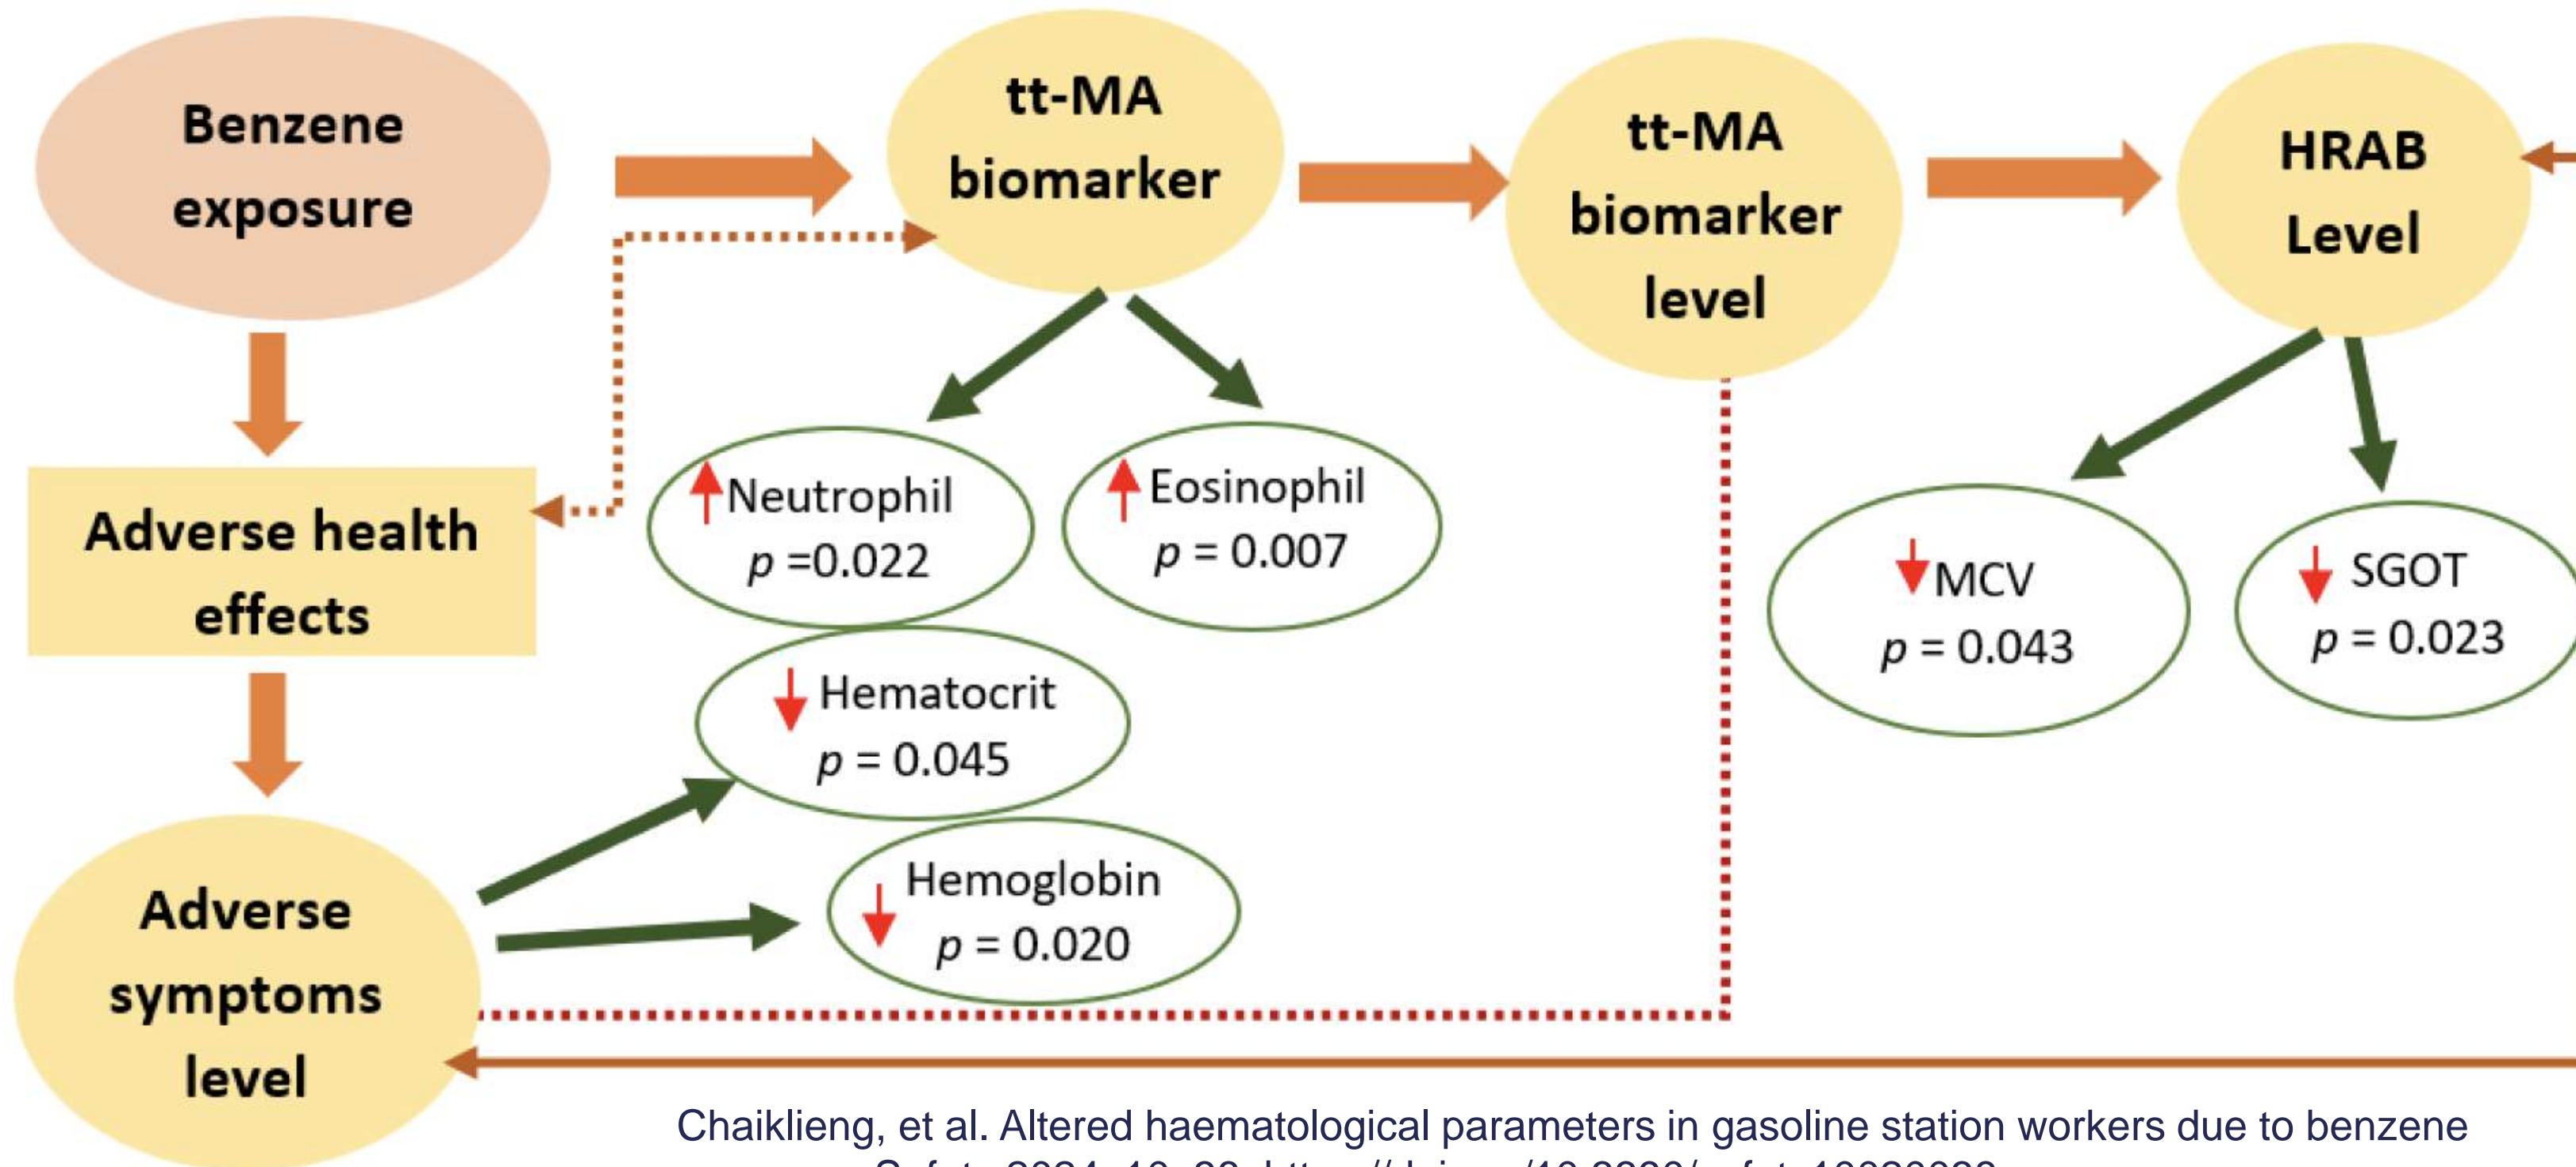 Benzene
exposure
tt-MA
biomarker
tt-MA
biomarker
level
HRAB
Level
Adverse health
effects
Neutrophil
p =0.022
Eosinophil
p = 0.007
MCV
p = 0.043
SGOT
p = 0.023
Hematocrit
p = 0.045
Hemoglobin
p = 0.020
Adverse
symptoms
level
Chaiklieng, et al. Altered haematological parameters in gasoline station workers due to benzene